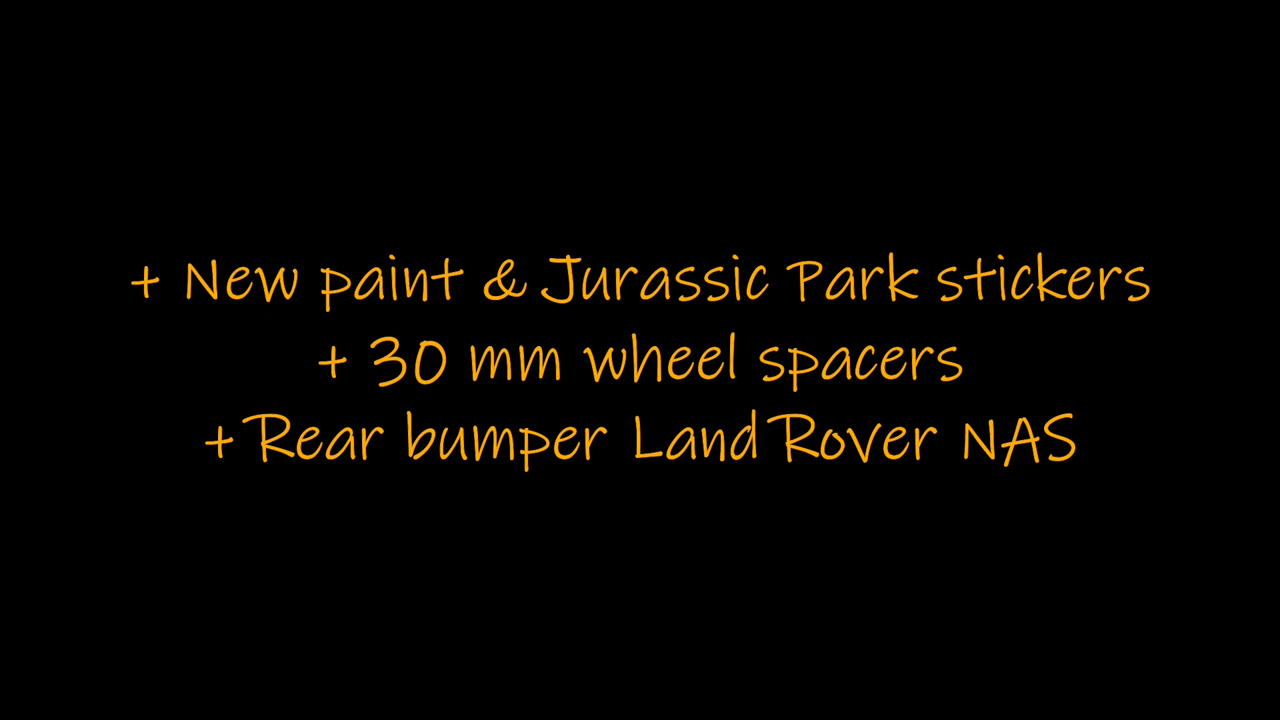 + New paint & Jurassic Park stickers
+ 30 mm wheel spacers
+ Rear bumper Land Rover NAS